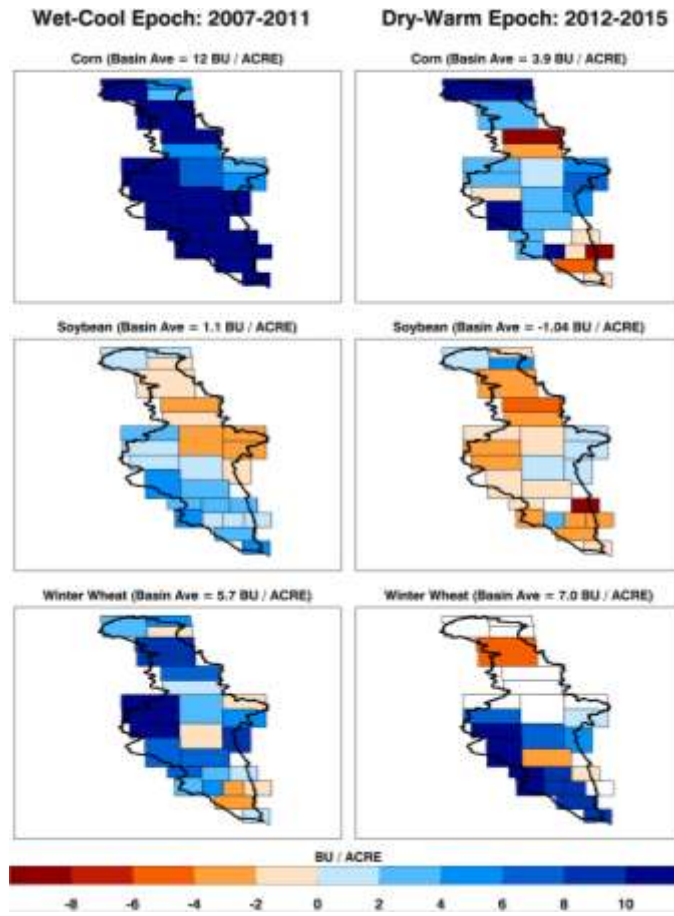 Wet-Cool Epoch: 2007-2011
Dry-Warm Epoch: 2012-2015
Corn (Basin Ave = 12 BU / ACRE)
Corn (Basin Ave = 3.9 BU / ACRE)
Soybean (Basin Ave = 1.1 BU / ACRE)
Soybean (Basin Ave = -1.04 BU / ACRE)
Winter Wheat (Basin Ave = 5.7 BU / ACRE)
Winter Wheat (Basin Ave = 7.0 BU / ACRE)
BU / ACRE
-8 -6 -4 -2 0 2 4 6 8 10